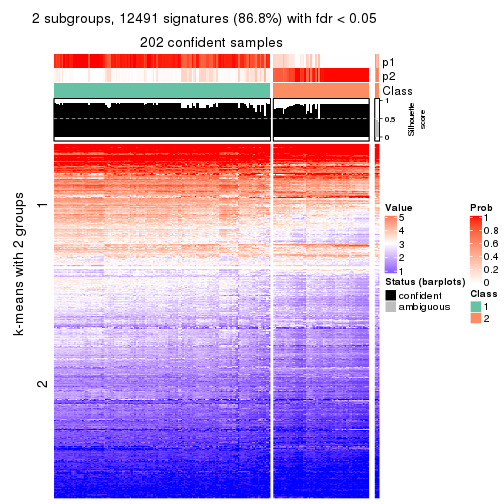 2 subgroups, 12491 signatures (86.8%) with fdr < 0.05
202 confident samples
p1
p2
Class
1
0.5
0
Silhouette
score
k-means with 2 groups
1
2
Value
5
4
3
2
1
Status (barplots)
confident
ambiguous
Prob
1
0.8
0.6
0.4
0.2
0
Class
1
2